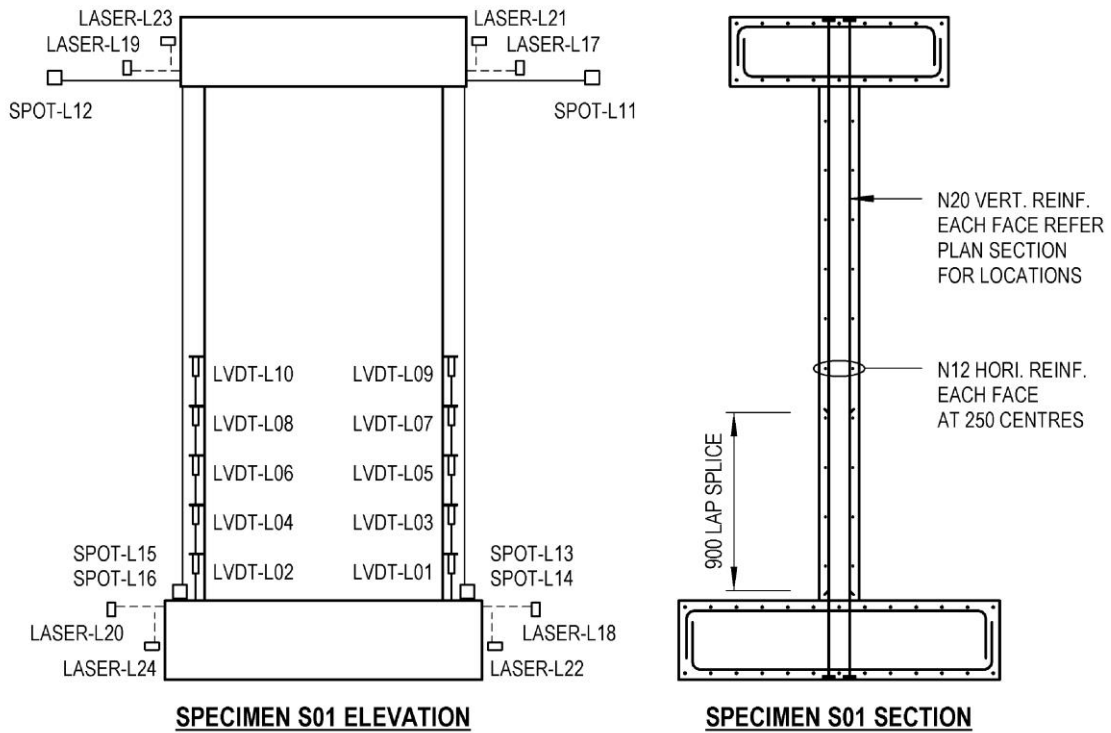 LASER-L23
LASER-L19
SPOT-L12
LASER-L21
LASER-L17
SPOT-L11
LVDT-L10
LVDT-L09
LVDT-L08
LVDT-L07
LVDT-L06
LVDT-L05
LVDT-L04
LVDT-L03
LVDT-L02
LVDT-L01
SPOT-L15
SPOT-L16
SPOT-L13
SPOT-L14
LASER-L20
LASER-L24
LASER-L18
LASER-L22
SPECIMEN S01 ELEVATION
N20 VERT. REINF.
EACH FACE REFER
PLAN SECTION
FOR LOCATIONS
N12 HORI. REINF.
EACH FACE
AT 250 CENTRES
900 LAP SPLICE
SPECIMEN S01 SECTION